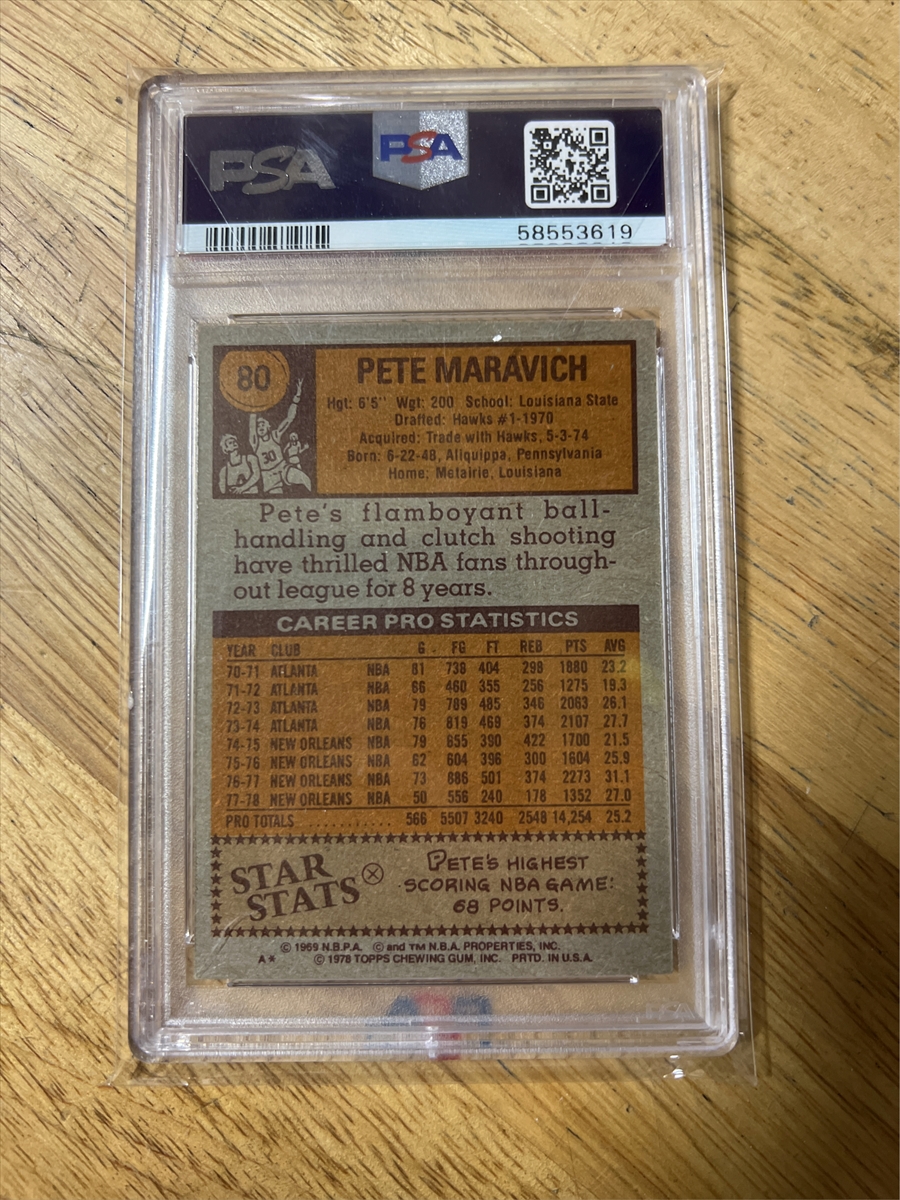 PSA PSA
58553619
80 PETE MARAVICH
Hgt: 6'5" Wgt: 200 School: Louisiana State
Drafted: Hawks #1-1970
Acquired: Trade with Hawks, 5-3-74
Born: 6-22-48, Aliquippa, Pennsylvania
Home: Metairie, Louisiana
30
Pete's flamboyant ball-
handling and clutch shooting
have thrilled NBA fans through-
out league for 8 years.
CAREER PRO STATISTICS
YEAR CLUB G FG FT REB PTS AVG
70-71 ATLANTA NBA 81 738 404 298 1880 23.2
71-72 ATLANTA NBA 66 460 355 256 1275 19.3
72-73 ATLANTA NBA 79 789 485 346 2063 26.1
73-74 ATLANTA NBA 76 819 469 374 2107 27.7
74-75 NEW ORLEANS NBA 79 655 390 422 1700 21.5
75-76 NEW ORLEANS NBA 62 604 396 300 1604 25.9
76-77 NEW ORLEANS NBA 73 886 501 374 2273 31.1
77-78 NEW ORLEANS NBA 50 556 240 178 1352 27.0
PRO TOTALS ........... 566 5507 3240 2548 14,254 25.2
STAR
STATS
PETE'S HIGHEST
SCORING NBA GAME:
68 POINTS.
© 1969 N.B.P.A. © and TM N.B.A. PROPERTIES, INC.
A* © 1978 TOPPS CHEWING GUM, INC. PRTD. IN U.S.A.